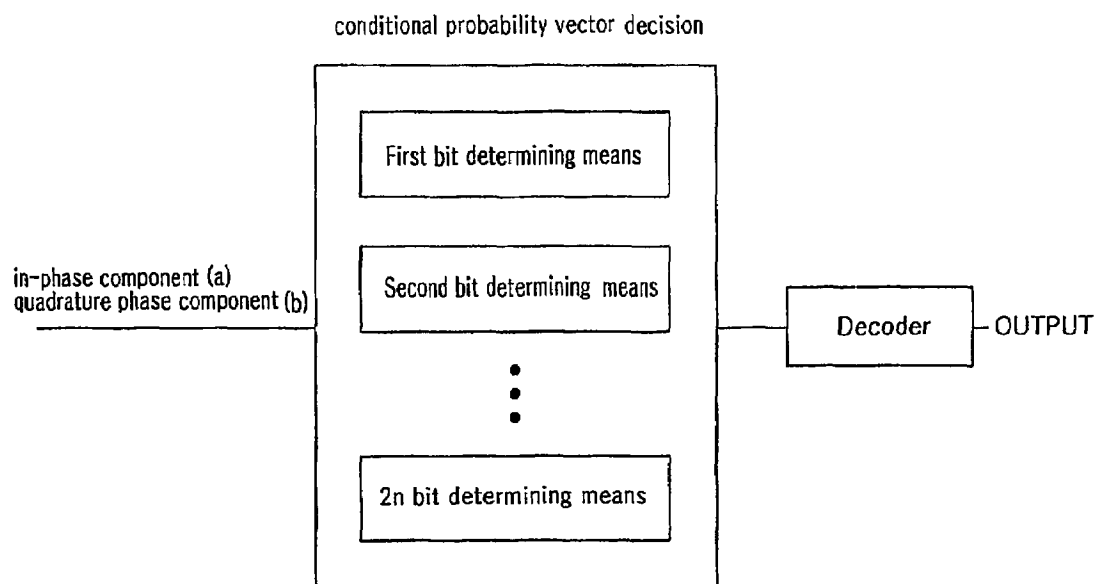 conditional probability vector decision
First bit determining means
in-phase component (a)
quadrature phase component (b)
Second bit determining means
Decoder
OUTPUT
2n bit determining means